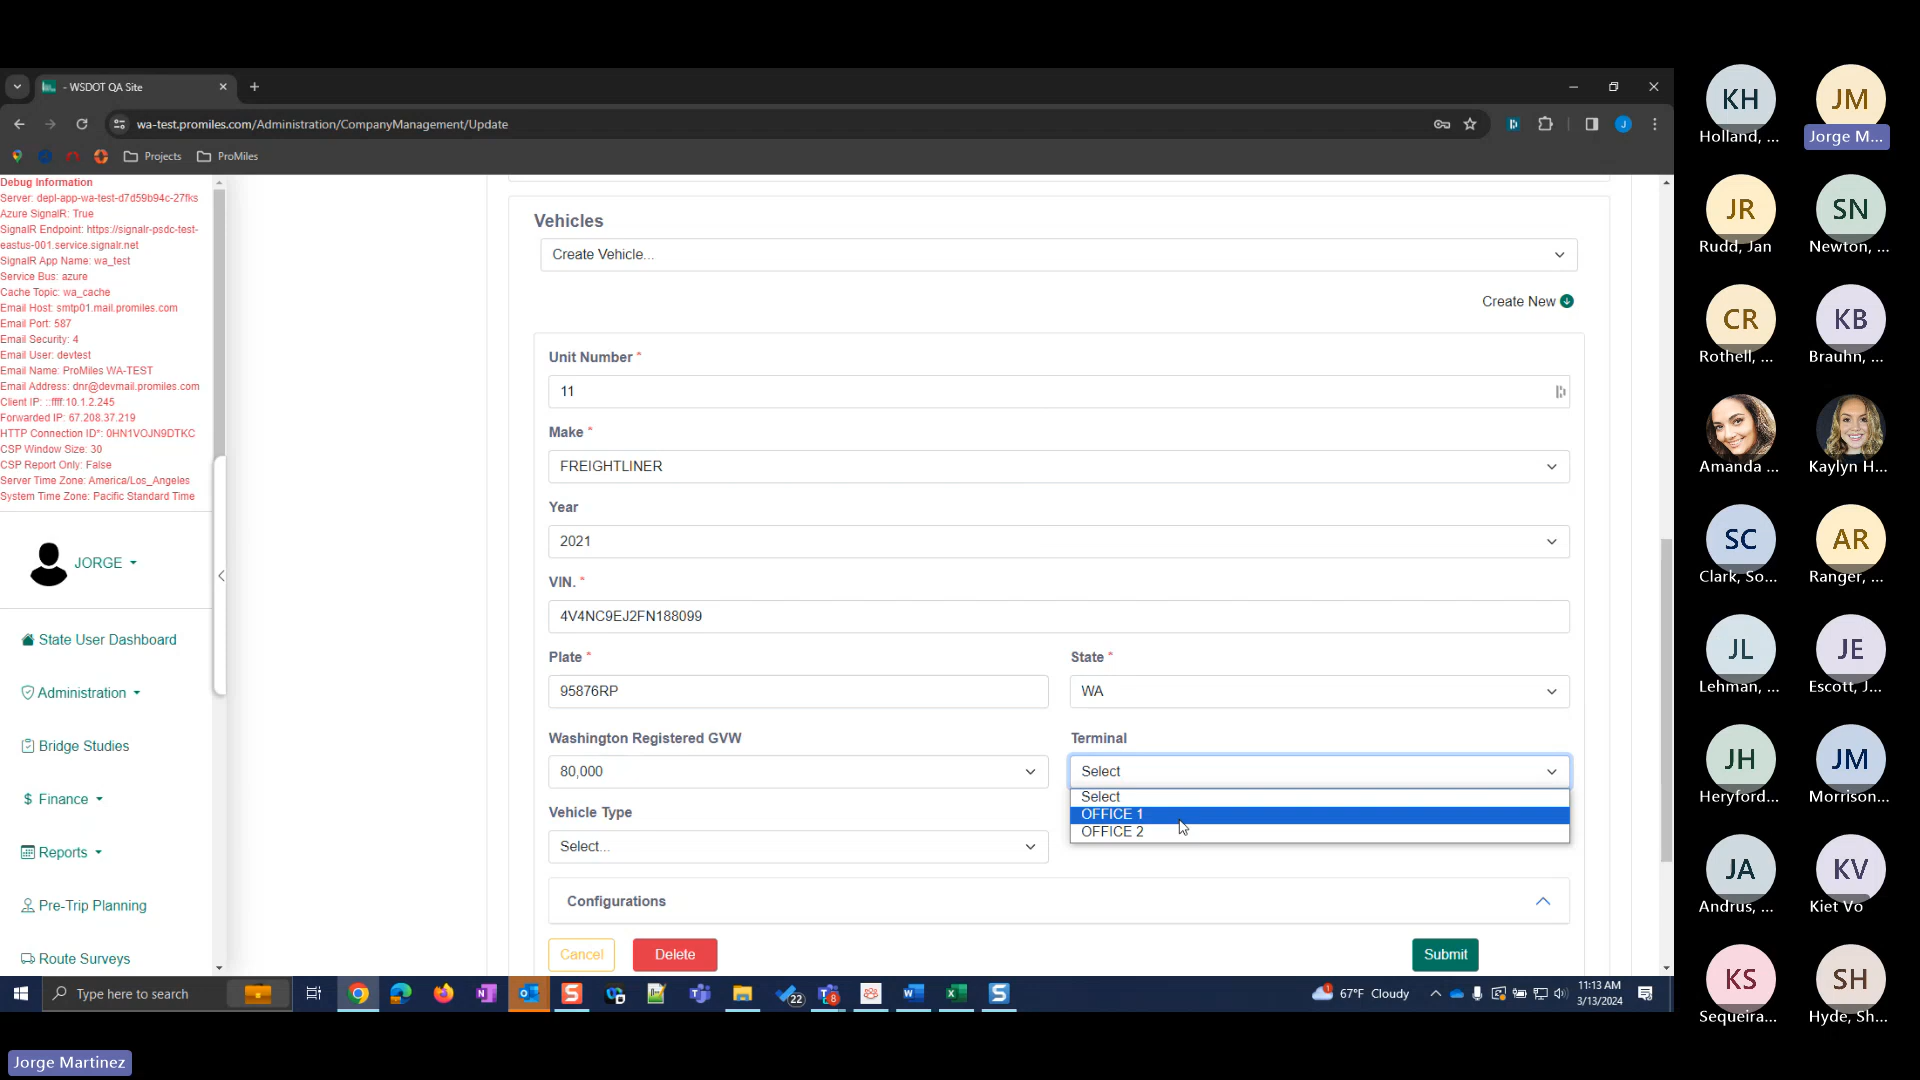 - WSDOT QA Site
wa-test.promiles.com/Administration/CompanyManagement/Update
Projects
ProMiles
Debug Information
Server: depl-app-wa-test-d7d59b94c-27fks
Azure SignalR: True
SignalR Endpoint: https://signalr-psdc-test-
eastus-001.service.signalr.net
SignalR App Name: wa_test
Service Bus: azure
Cache Topic: wa_cache
Email Host: smtp01.mail.promiles.com
Email Port: 587
Email Security: 4
Email User: devtest
Email Name: ProMiles WA-TEST
Email Address: dnr@devmail.promiles.com
Client IP: ::ffff:10.1.2.245
Forwarded IP: 67.208.37.219
HTTP Connection ID*: 0HN1VOJN9DTKC
CSP Window Size: 30
CSP Report Only: False
Server Time Zone: America/Los_Angeles
System Time Zone: Pacific Standard Time
JORGE
State User Dashboard
Administration
Bridge Studies
$ Finance
Reports
Pre-Trip Planning
Route Surveys
Vehicles
Create Vehicle...
Create New
Unit Number *
11
Make *
FREIGHTLINER
Year
2021
VIN. *
4V4NC9EJ2FN188099
Plate *
State *
95876RP
WA
Washington Registered GVW
Terminal
80,000
Select
Select
OFFICE 1
OFFICE 2
Vehicle Type
Select...
Configurations
Cancel
Delete
Submit
Type here to search
22
8
67°F Cloudy
11:13 AM
3/13/2024
KH
Holland, ...
JM
Jorge M...
JR
Rudd, Jan
SN
Newton, ...
CR
Rothell, ...
KB
Brauhn, ...
Amanda ...
Kaylyn H...
SC
Clark, So...
AR
Ranger, ...
JL
Lehman, ...
JE
Escott, J...
JH
Heryford...
JM
Morrison...
JA
Andrus, ...
KV
Kiet Vo
KS
Sequeira...
SH
Hyde, Sh...
Jorge Martinez